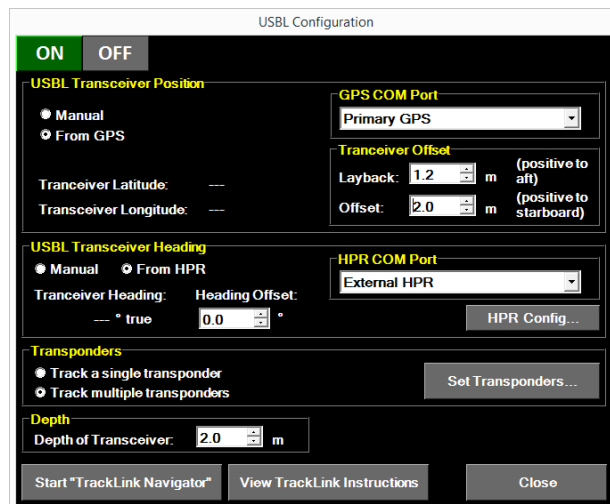 USBL Configuration
ON OFF
USBL Transceiver Position
Manual
From GPS
Tranceiver Latitude: ---
Transceiver Longitude: ---
GPS COM Port
Primary GPS
Tranceiver Offset
Layback: 1.2 m (positive to aft)
Offset: 2.0 m (positive to starboard)
USBL Transceiver Heading
Manual From HPR
Tranceiver Heading: Heading Offset:
--- ° true 0.0 °
HPR COM Port
External HPR
HPR Config...
Transponders
Track a single transponder
Track multiple transponders
Set Transponders...
Depth
Depth of Transceiver: 2.0 m
Start "TrackLink Navigator" View TrackLink Instructions Close